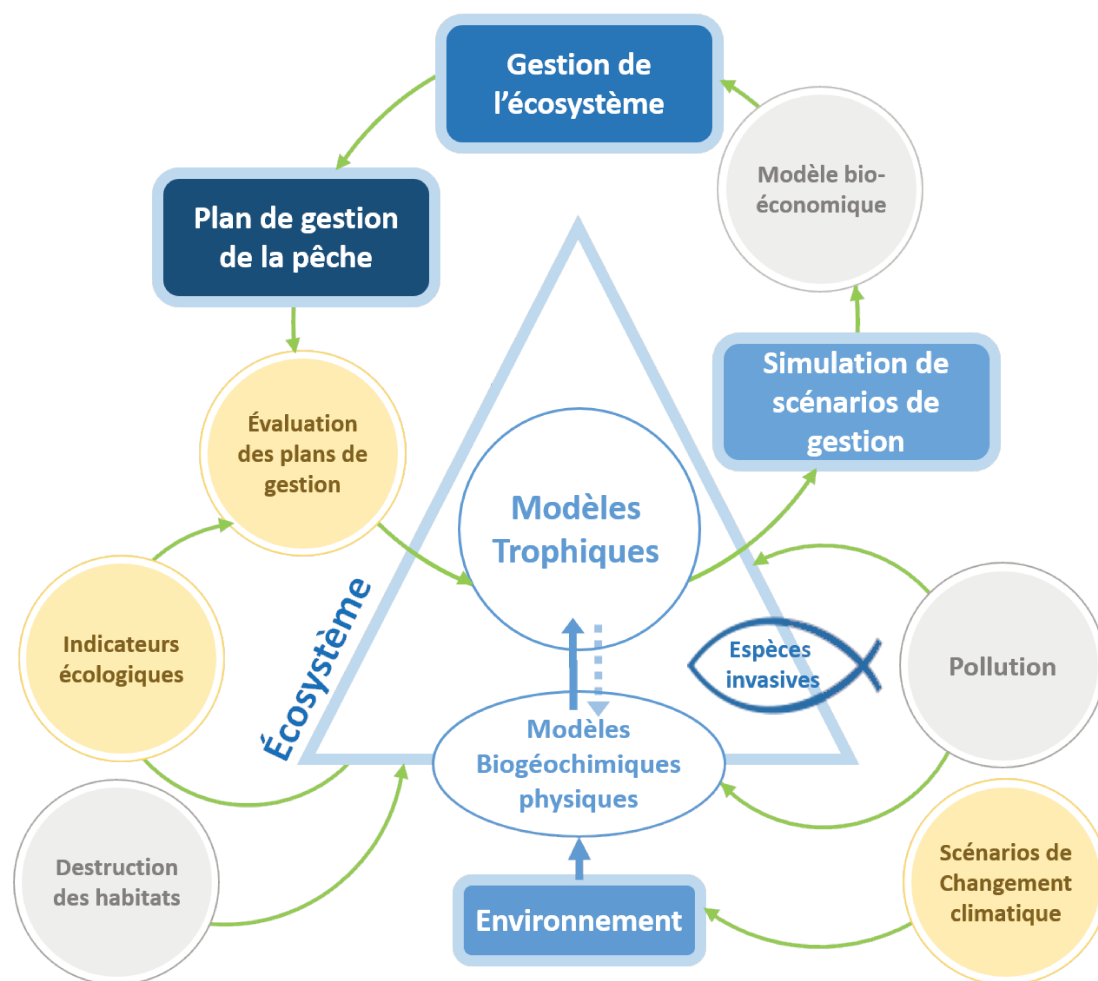 Gestion de
l'écosystème
Modèle bio-
économique
Plan de gestion
de la pêche
Simulation de
scénarios de
gestion
Évaluation
des plans de
gestion
Modèles
Trophiques
Écosystème
Indicateurs
écologiques
Espèces
invasives
Pollution
Modèles
Biogéochimiques
physiques
Destruction
des habitats
Environnement
Scénarios de
Changement
climatique